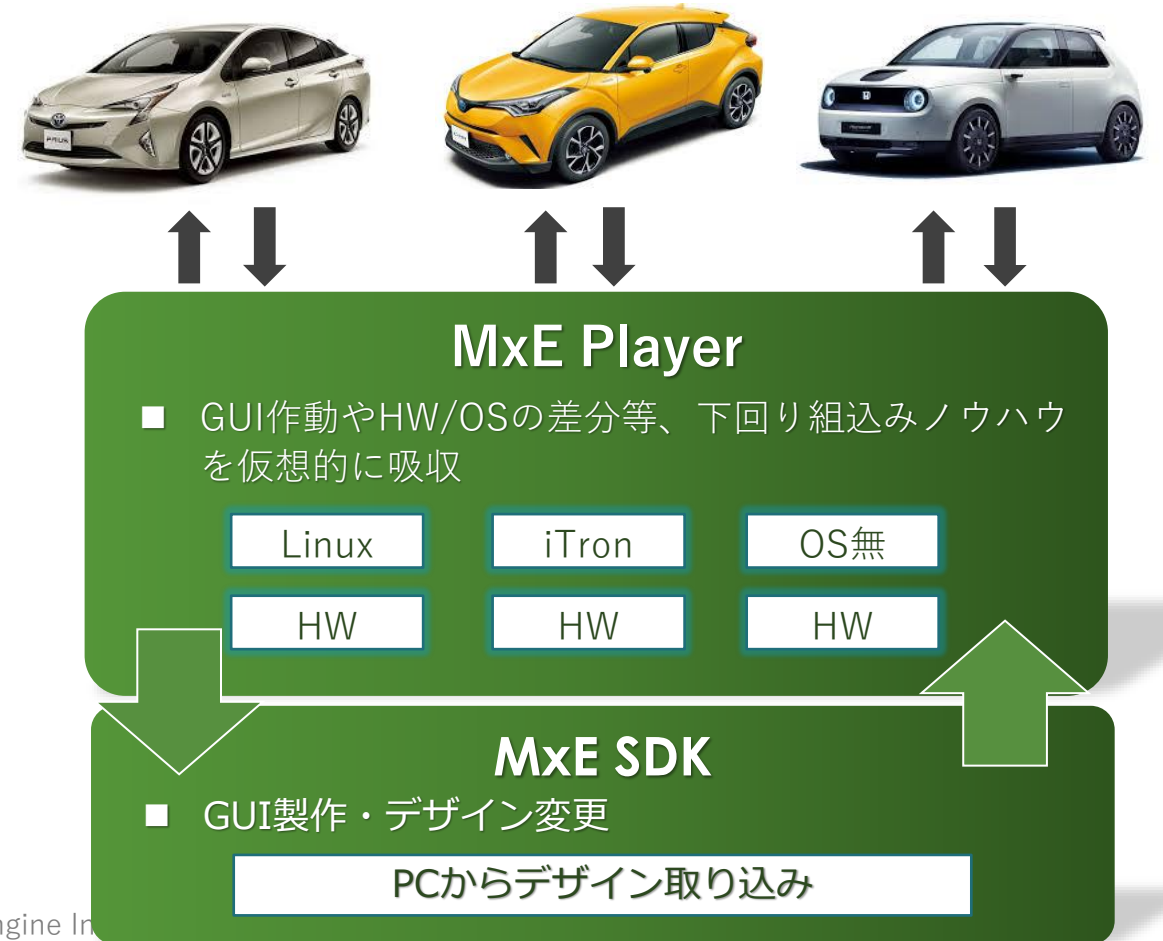 PRIUS
MxE Player
■ GUI作動やHW/OSの差分等、下回り組込みノウハウ
を仮想的に吸収
Linux iTron OS無
HW HW HW
MxE SDK
■ GUI製作・デザイン変更
PCからデザイン取り込み
ngine In